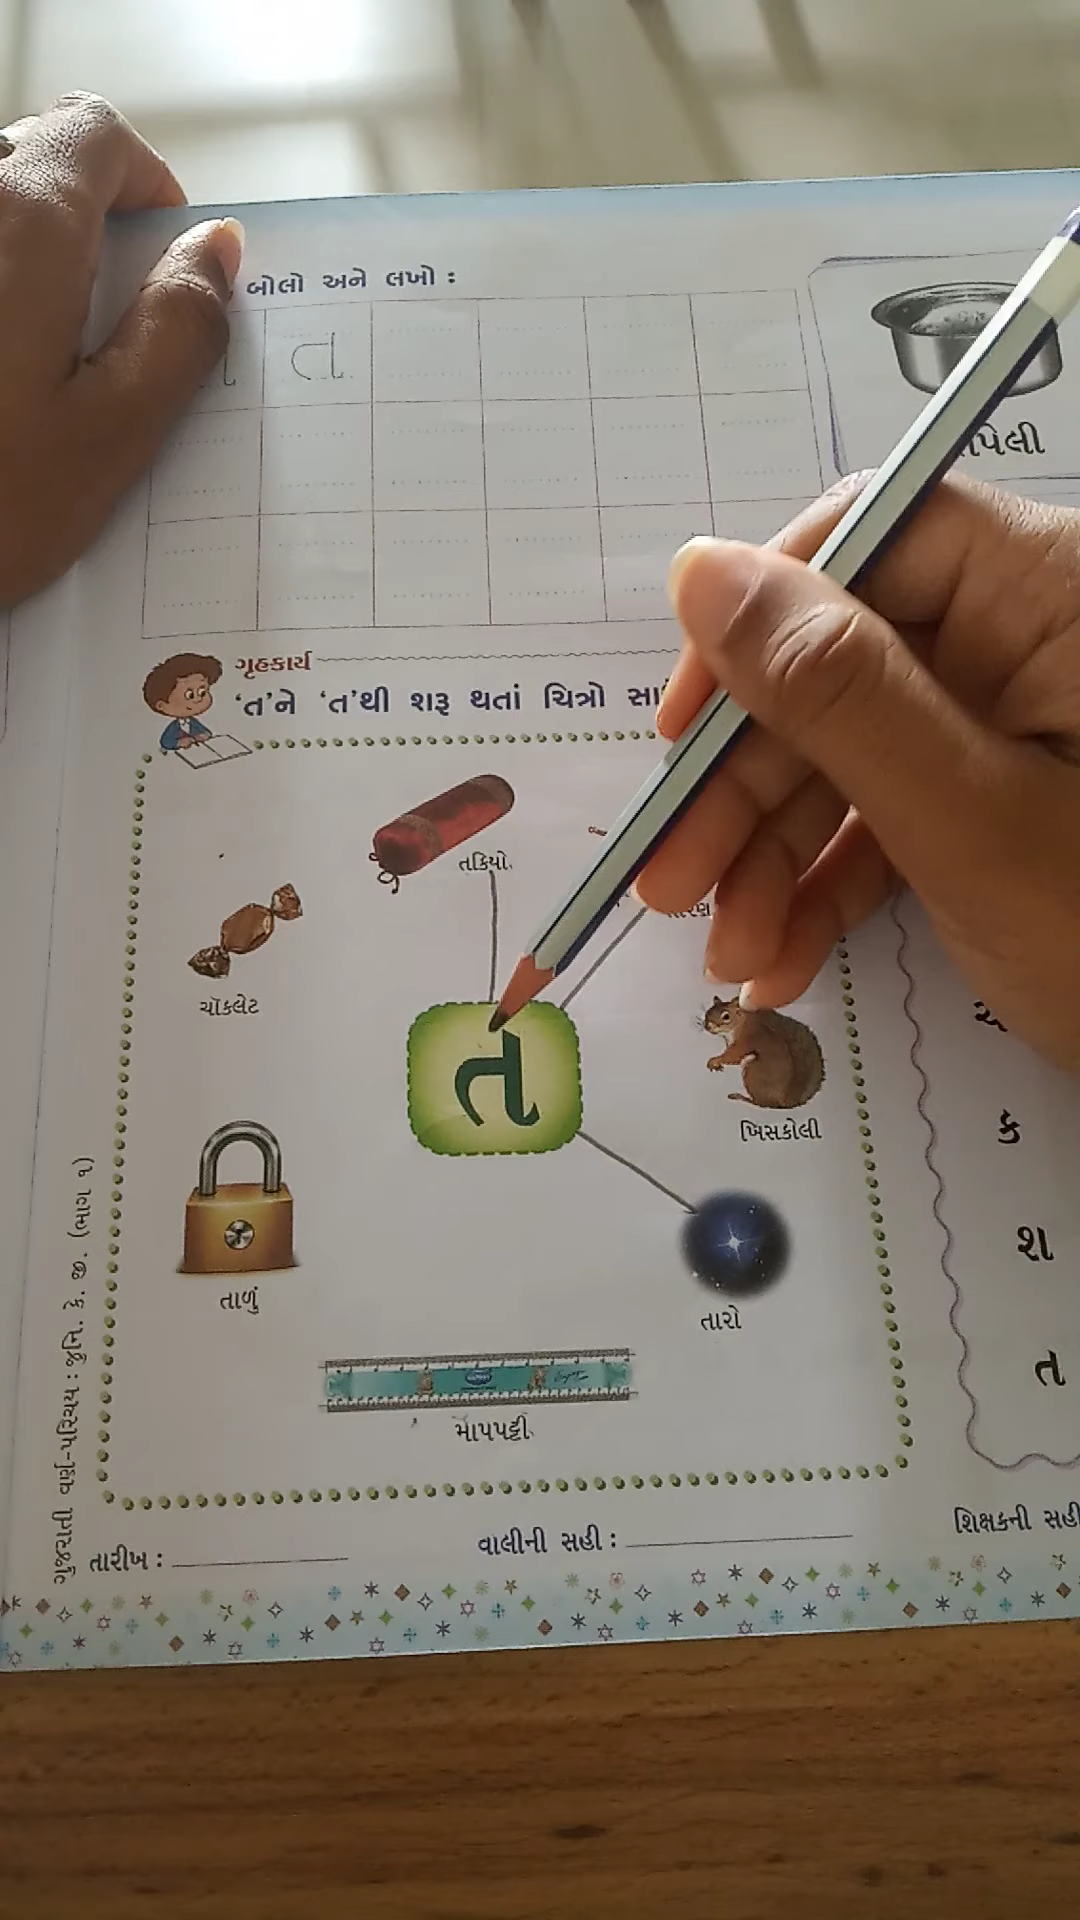 બોલો અને લખો :
ત
ગૃહકાર્ય
‘ત’ને ‘ત’થી શરૂ થતાં ચિત્રો
તકિયો
ચૉકલેટ
ત
ખિસકોલી
તાળું
તારો
માપપટ્ટી
તારીખ :
વાલીની સહી :
શિક્ષકની સહી
ગુજરાતી વર્ણ-પરિચય : જુનિ. કે. જી. (ભાગ ૧)
ક
શ
ત